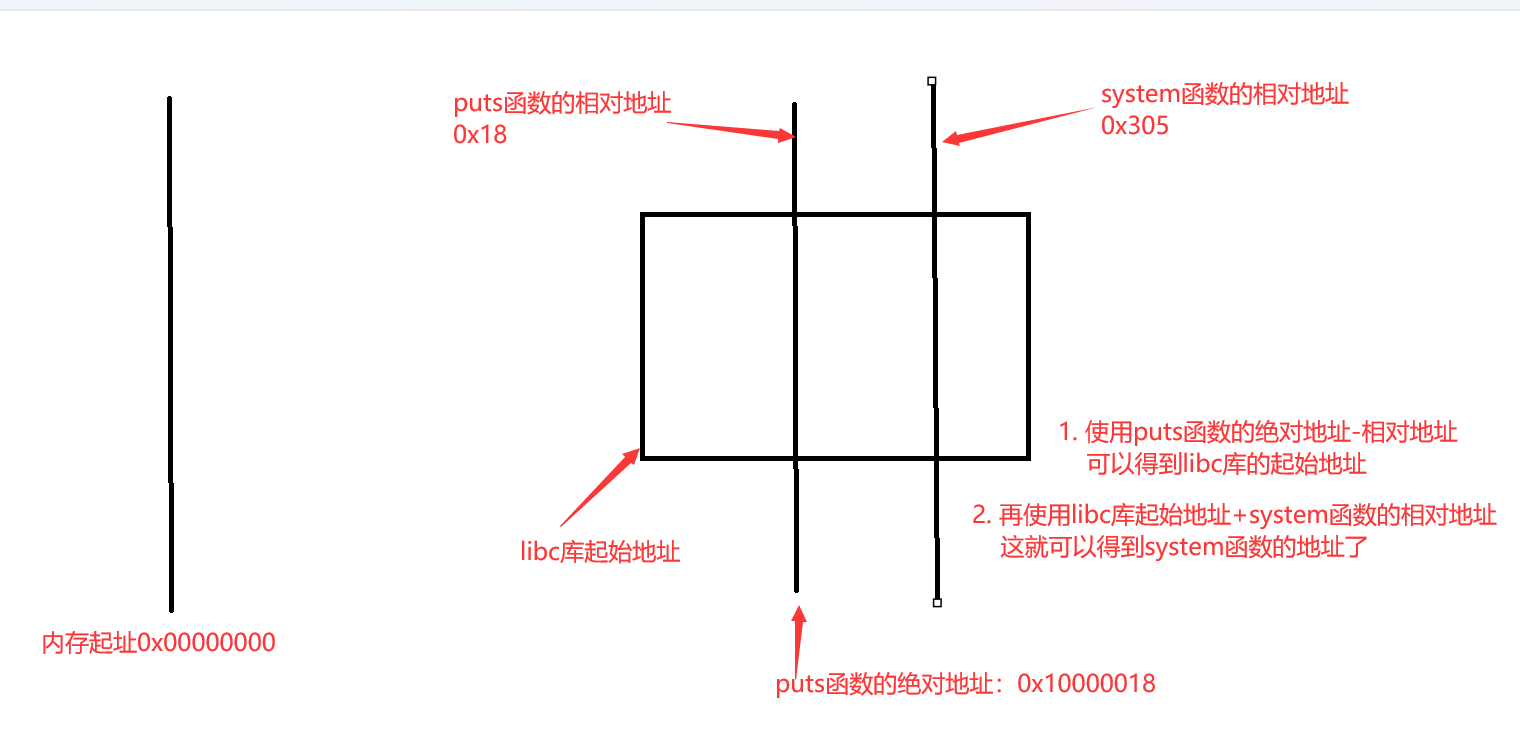 puts函数的相对地址
0x18
system函数的相对地址
0x305
1. 使用puts函数的绝对地址-相对地址
可以得到libc库的起始地址
2. 再使用libc库起始地址+system函数的相对地址
这就可以得到system函数的地址了
libc库起始地址
内存起址0x00000000
puts函数的绝对地址：0x10000018